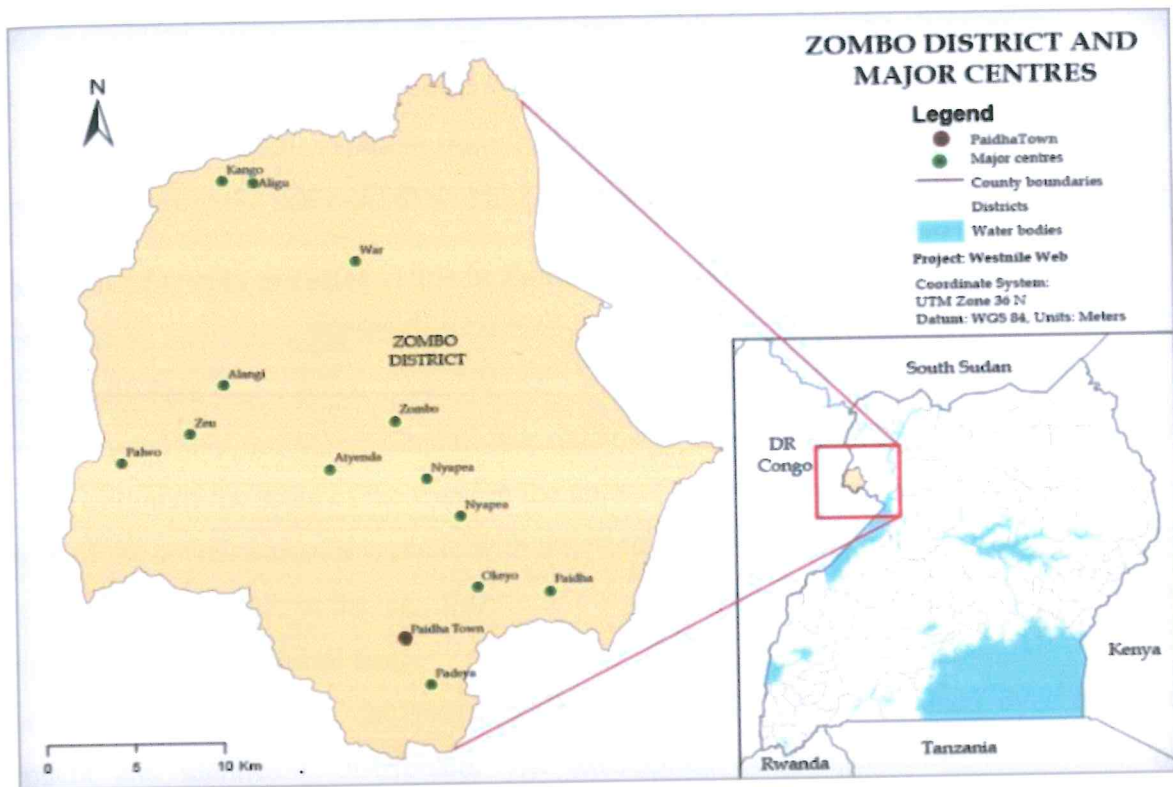 ZOMBO DISTRICT AND
MAJOR CENTRES
N
Legend
PaidhaTown
Major centres
County boundaries
Districts
Water bodies
Project: Westnile Web
Coordinate System:
UTM Zone 36 N
Datum: WGS 84, Units: Meters
Kango
Aligu
War
ZOMBO
DISTRICT
Alangi
Zombo
Zeu
Palwo
Atyenda
Nyapea
Nyapea
Okeyo
Paidha
Paidha Town
Padeya
0 5 10 Km
South Sudan
DR
Congo
Kenya
Tanzania
Rwanda